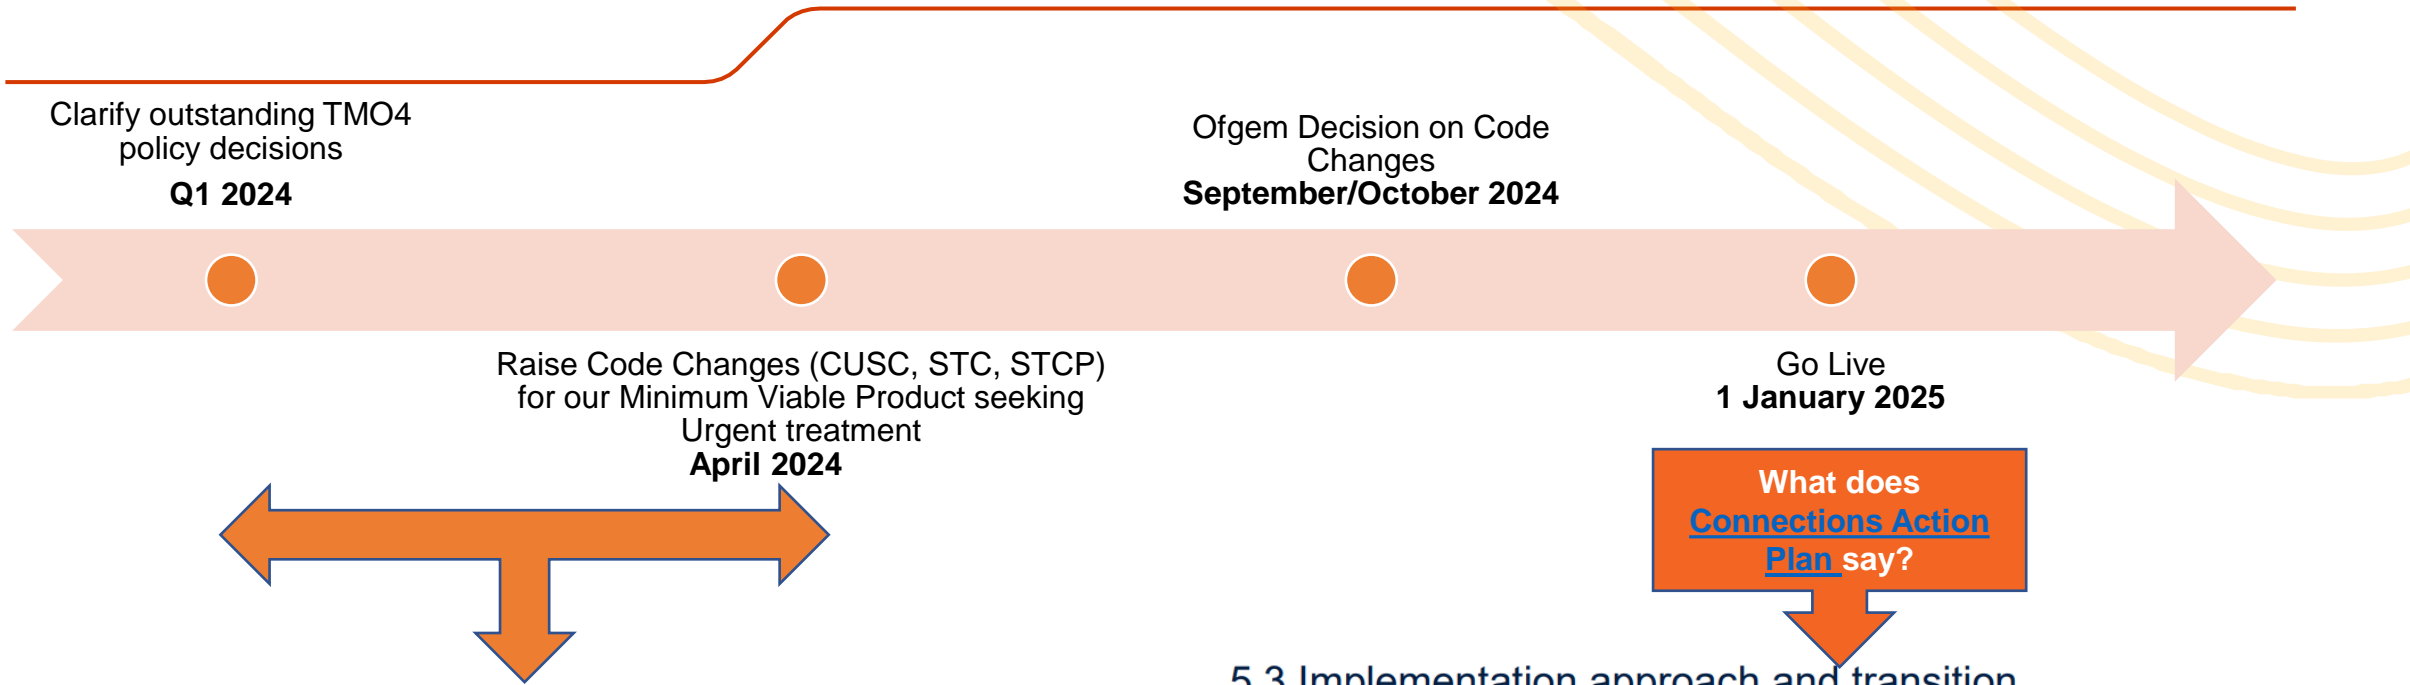 Clarify outstanding TMO4
policy decisions
Q1 2024
Ofgem Decision on Code
Changes
September/October 2024
Raise Code Changes (CUSC, STC, STCP)
for our Minimum Viable Product seeking
Urgent treatment
April 2024
Go Live
1 January 2025
What does
Connections Action
Plan say?
5.3 Implementation approach and transition